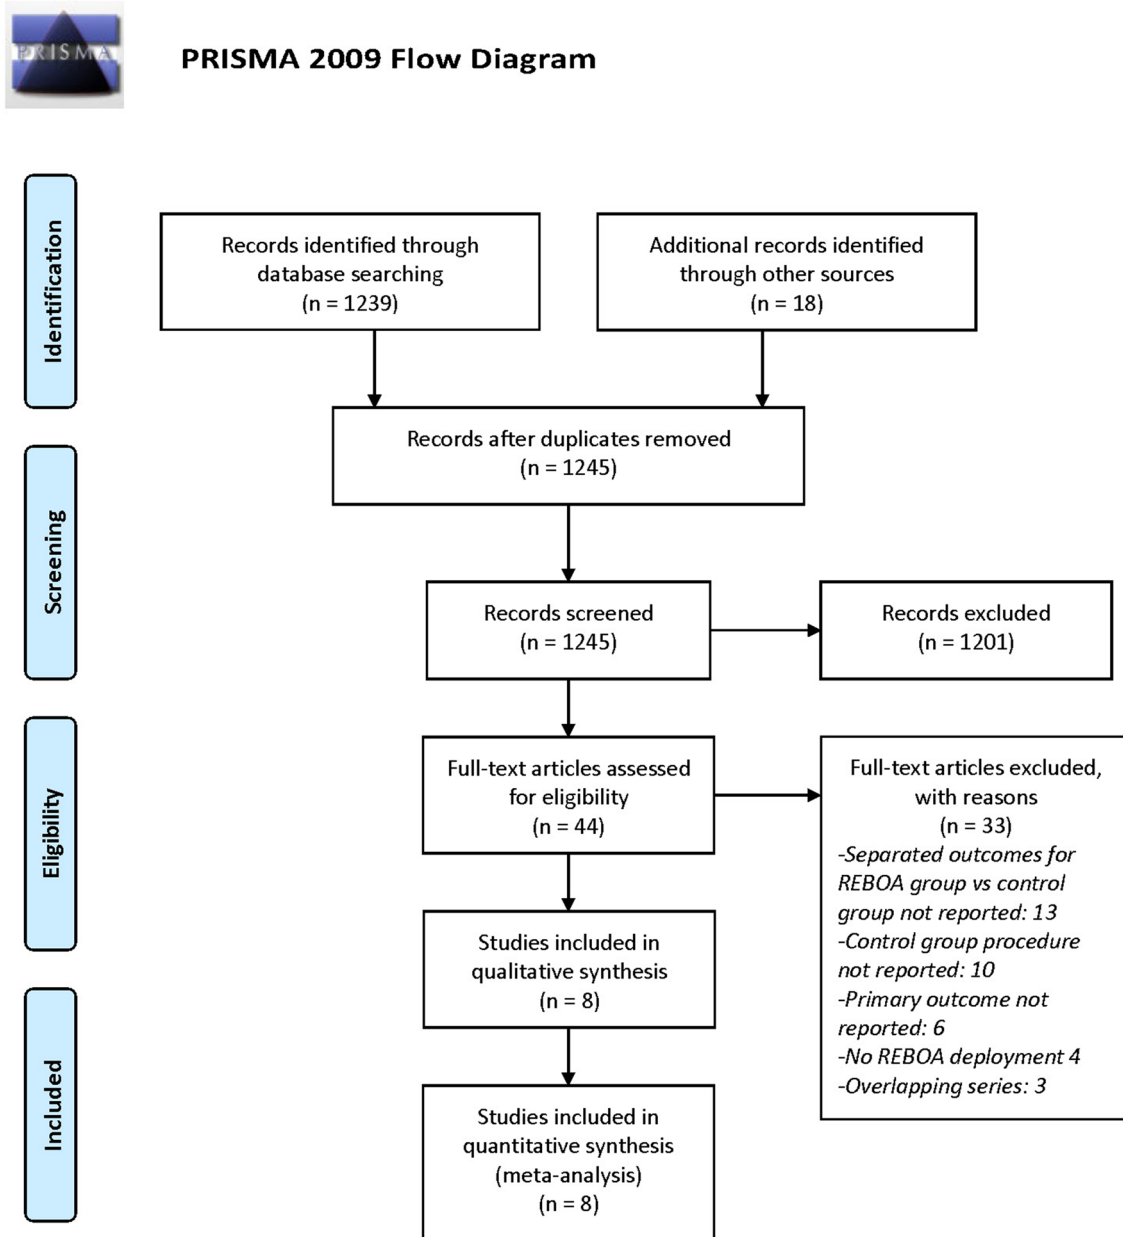 PRISMA
PRISMA 2009 Flow Diagram
Identification
Records identified through
database searching
(n = 1239)
Additional records identified
through other sources
(n = 18)
Records after duplicates removed
(n = 1245)
Screening
Records screened
(n = 1245)
Records excluded
(n = 1201)
Eligibility
Full-text articles assessed
for eligibility
(n = 44)
Full-text articles excluded,
with reasons
(n = 33)
-Separated outcomes for
REBOA group vs control
group not reported: 13
-Control group procedure
not reported: 10
-Primary outcome not
reported: 6
-No REBOA deployment 4
-Overlapping series: 3
Studies included in
qualitative synthesis
(n = 8)
Included
Studies included in
quantitative synthesis
(meta-analysis)
(n = 8)